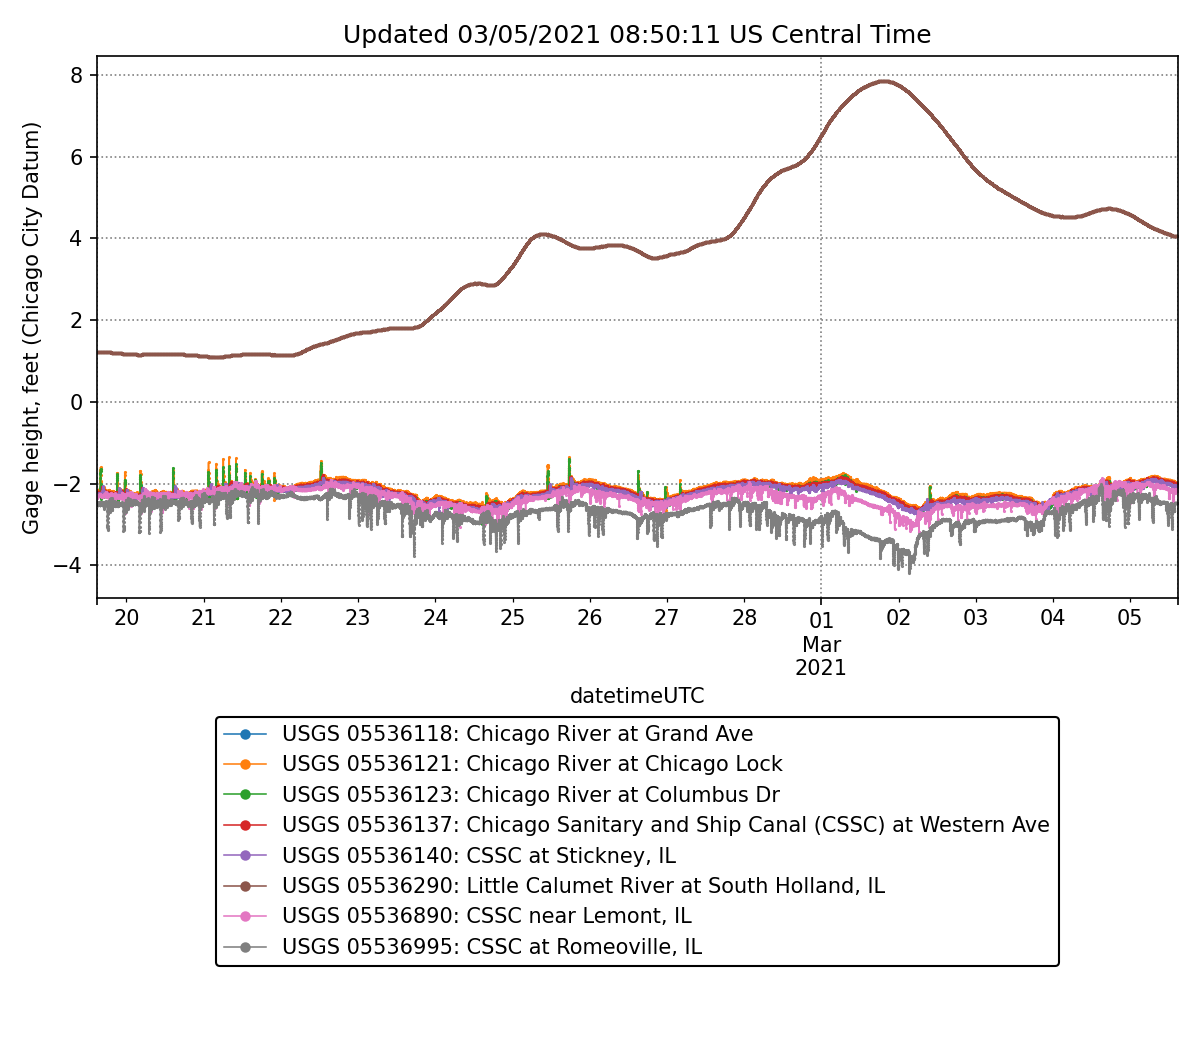 Updated 03/05/2021 08:50:11 US Central Time
Gage height, feet (Chicago City Datum)
8
6
4
2
0
−2
−4
20 21 22 23 24 25 26 27 28 01 02 03 04 05
Mar
2021
datetimeUTC
USGS 05536118: Chicago River at Grand Ave
USGS 05536121: Chicago River at Chicago Lock
USGS 05536123: Chicago River at Columbus Dr
USGS 05536137: Chicago Sanitary and Ship Canal (CSSC) at Western Ave
USGS 05536140: CSSC at Stickney, IL
USGS 05536290: Little Calumet River at South Holland, IL
USGS 05536890: CSSC near Lemont, IL
USGS 05536995: CSSC at Romeoville, IL